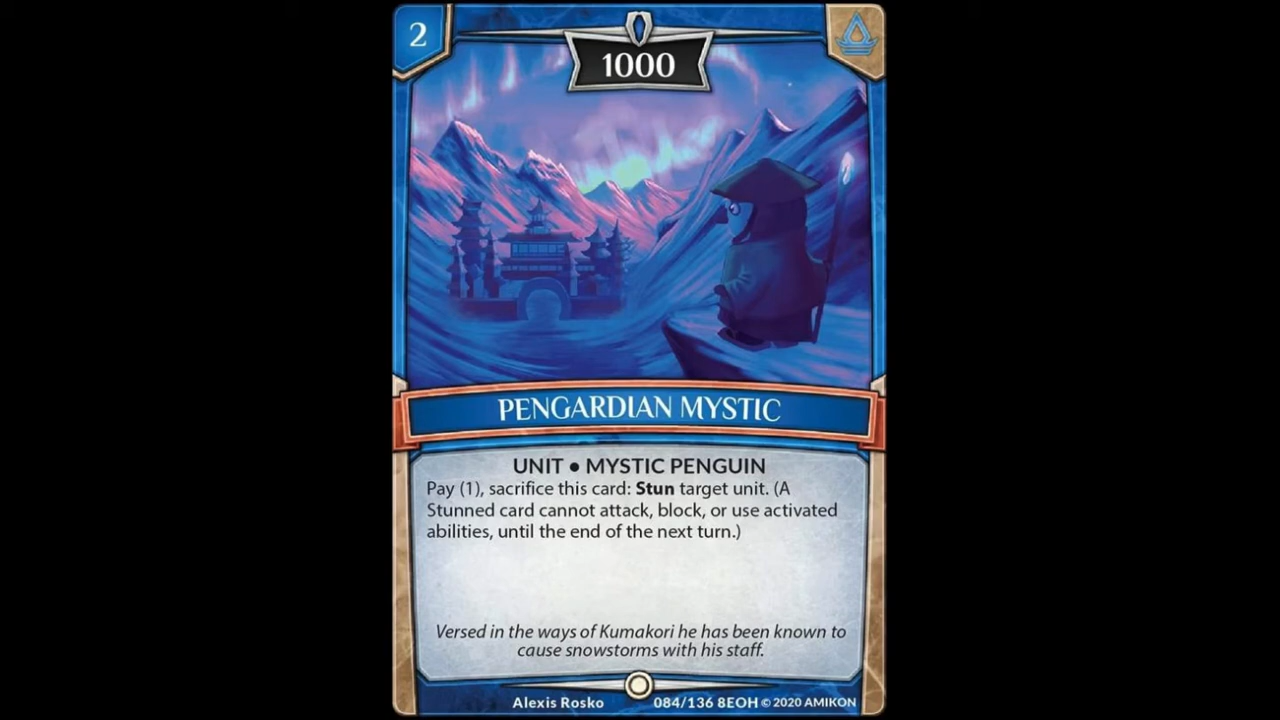 2
1000
PENGARDIAN MYSTIC
UNIT ● MYSTIC PENGUIN
Pay (1), sacrifice this card: Stun target unit. (A
Stunned card cannot attack, block, or use activated
abilities, until the end of the next turn.)
Versed in the ways of Kumakori he has been known to
cause snowstorms with his staff.
Alexis Rosko 084/136 8EOH © 2020 AMIKON